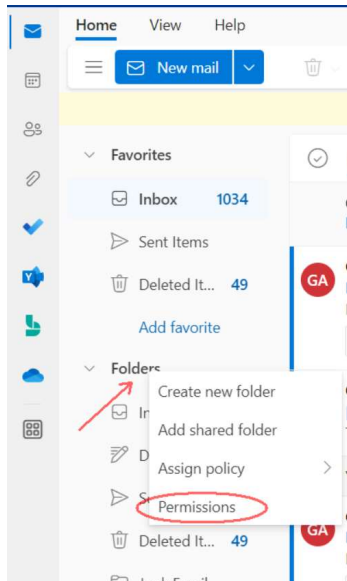 Home View Help
New mail
Favorites
Inbox 1034
Sent Items
GA
Deleted It... 49
Add favorite
Folders
Create new folder
In
Add shared folder
D
Assign policy
S
Permissions
GA
Deleted It... 49